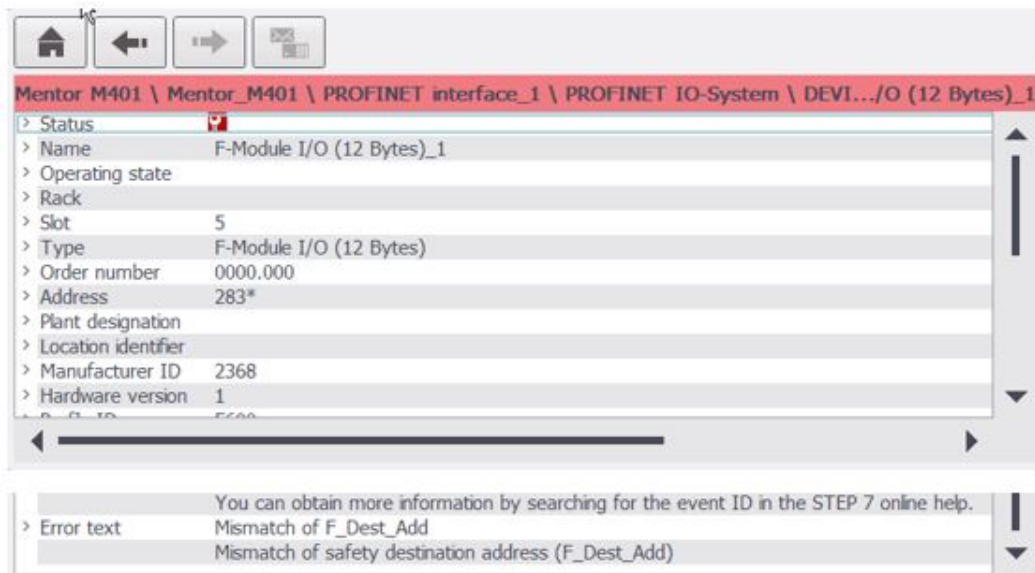 Mentor M401 \ Mentor_M401 \ PROFINET interface_1 \ PROFINET IO-System \ DEVI.../O (12 Bytes)_1
> Status
> Name F-Module I/O (12 Bytes)_1
> Operating state
> Rack
> Slot 5
> Type F-Module I/O (12 Bytes)
> Order number 0000.000
> Address 283*
> Plant designation
> Location identifier
> Manufacturer ID 2368
> Hardware version 1
You can obtain more information by searching for the event ID in the STEP 7 online help.
> Error text Mismatch of F_Dest_Add
Mismatch of safety destination address (F_Dest_Add)